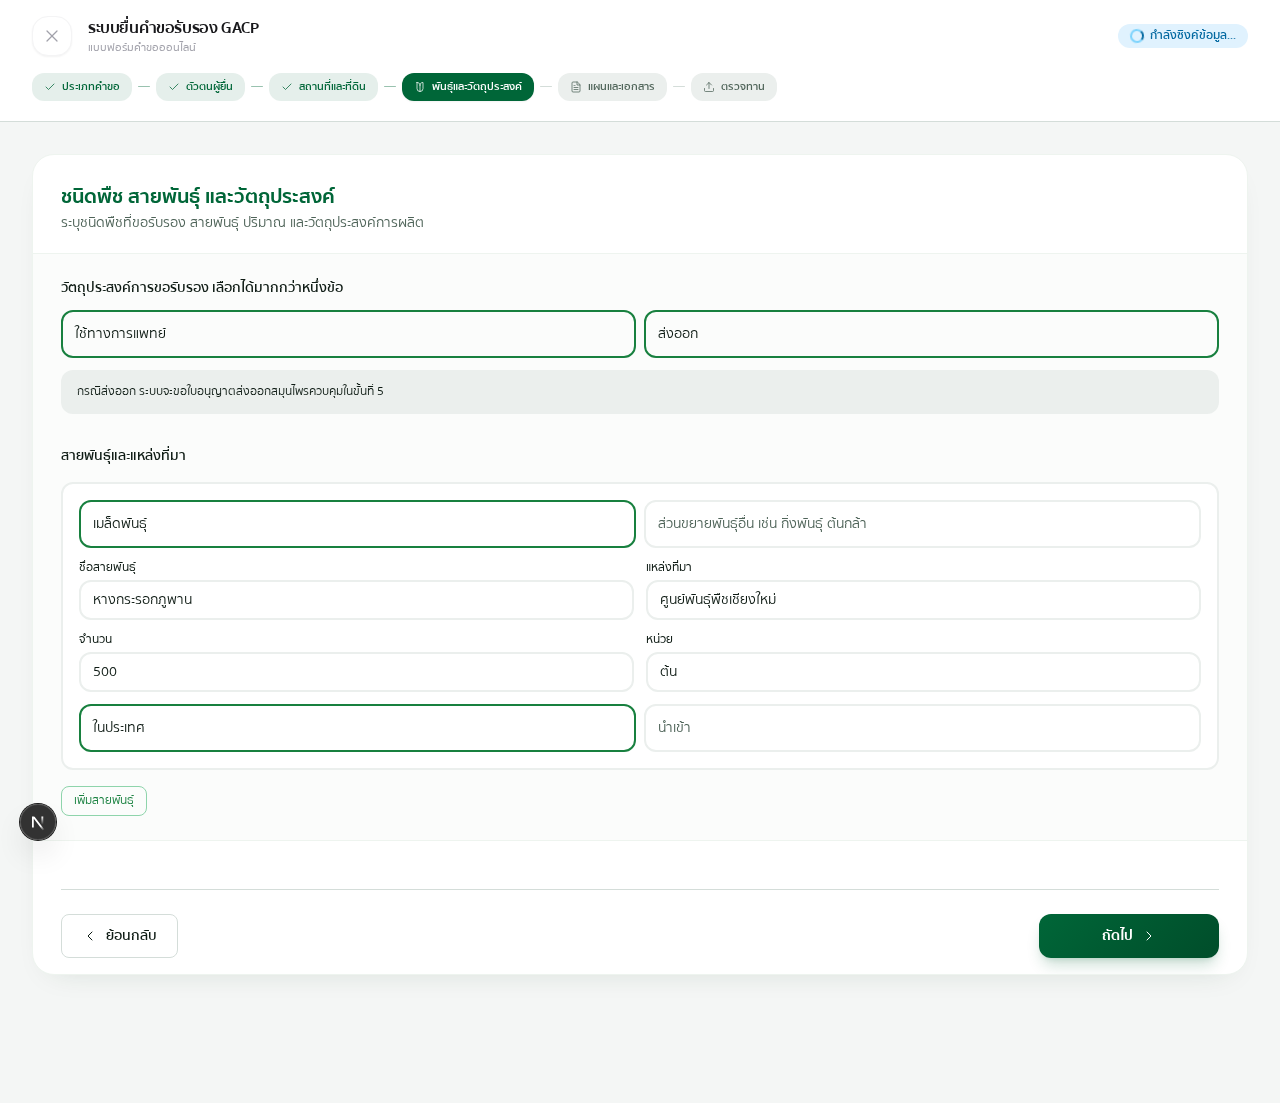 ระบบยื่นคำขอรับรอง GACP
แบบฟอร์มคำขอออนไลน์
กำลังซิงค์ข้อมูล...
ประเภทคำขอ
ตัวตนผู้ยื่น
สถานที่และที่ดิน
พันธุ์และวัตถุประสงค์
แผนและเอกสาร
ตรวจทาน
ชนิดพืช สายพันธุ์ และวัตถุประสงค์
ระบุชนิดพืชที่ขอรับรอง สายพันธุ์ ปริมาณ และวัตถุประสงค์การผลิต
วัตถุประสงค์การขอรับรอง เลือกได้มากกว่าหนึ่งข้อ
ใช้ทางการแพทย์
ส่งออก
กรณีส่งออก ระบบจะขอใบอนุญาตส่งออกสมุนไพรควบคุมในขั้นที่ 5
สายพันธุ์และแหล่งที่มา
เมล็ดพันธุ์
ส่วนขยายพันธุ์อื่น เช่น กิ่งพันธุ์ ต้นกล้า
ชื่อสายพันธุ์
แหล่งที่มา
หางกระรอกภูพาน
ศูนย์พันธุ์พืชเชียงใหม่
จำนวน
หน่วย
500
ต้น
ในประเทศ
นำเข้า
เพิ่มสายพันธุ์
ย้อนกลับ
ถัดไป